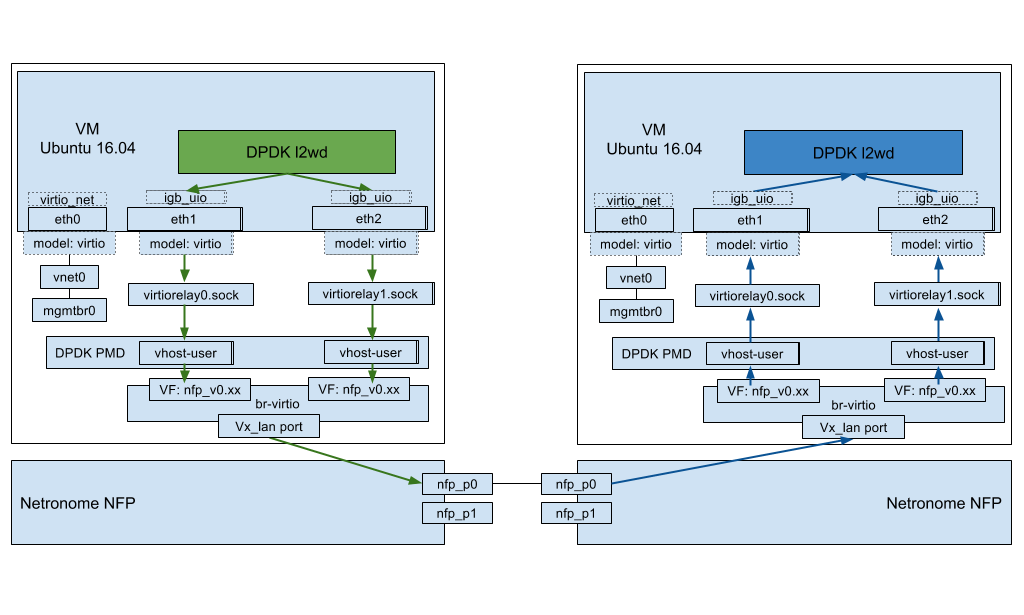 VM
Ubuntu 16.04
DPDK l2wd
virtio_net
igb_uio
igb_uio
eth0
eth1
eth2
model: virtio
model: virtio
model: virtio
vnet0
mgmtbr0
virtiorelay0.sock
virtiorelay1.sock
DPDK PMD
vhost-user
vhost-user
VF: nfp_v0.xx
VF: nfp_v0.xx
br-virtio
Vx_lan port
Netronome NFP
nfp_p0
nfp_p1
VM
Ubuntu 16.04
DPDK l2wd
virtio_net
igb_uio
igb_uio
eth0
eth1
eth2
model: virtio
model: virtio
model: virtio
vnet0
mgmtbr0
virtiorelay0.sock
virtiorelay1.sock
DPDK PMD
vhost-user
vhost-user
VF: nfp_v0.xx
VF: nfp_v0.xx
br-virtio
Vx_lan port
nfp_p0
nfp_p1
Netronome NFP